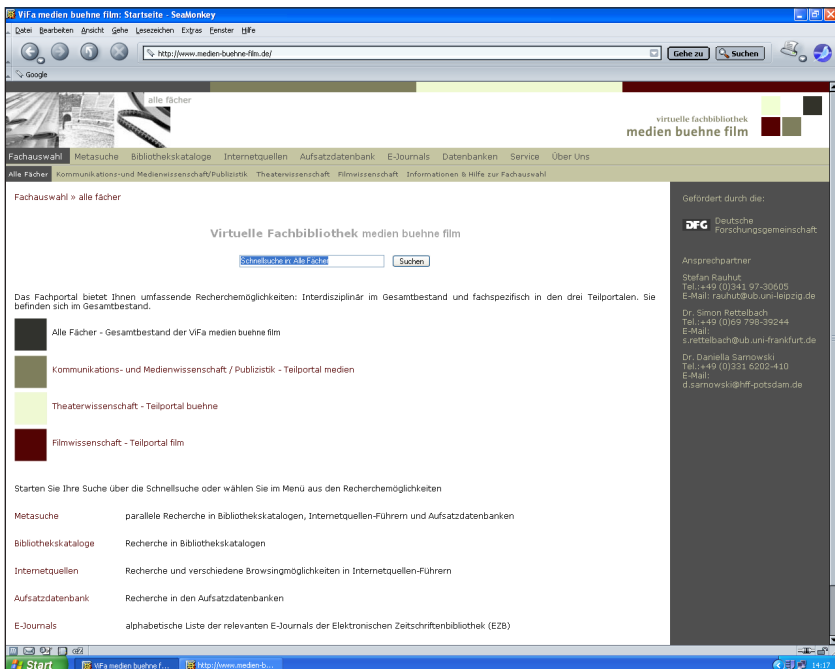 ViFa medien buehne film: Startseite - SeaMonkey
Datei Bearbeiten Ansicht Gehe Lesezeichen Extras Fenster Hilfe
http://www.medien-buehne-film.de/ Gehe zu Suchen
Google
alle fächer
virtuelle fachbibliothek
medien buehne film
Fachauswahl Metasuche Bibliothekskataloge Internetquellen Aufsatzdatenbank E-Journals Datenbanken Service Über Uns
Alle Fächer Kommunikations-und Medienwissenschaft/Publizistik Theaterwissenschaft Filmwissenschaft Informationen & Hilfe zur Fachauswahl
Fachauswahl » alle fächer
Virtuelle Fachbibliothek medien buehne film
Schnellsuche in: Alle Fächer Suchen
Das Fachportal bietet Ihnen umfassende Recherchemöglichkeiten: Interdisziplinär im Gesamtbestand und fachspezifisch in den drei Teilportalen. Sie
befinden sich im Gesamtbestand.
Alle Fächer - Gesamtbestand der ViFa medien buehne film
Kommunikations- und Medienwissenschaft / Publizistik - Teilportal medien
Theaterwissenschaft - Teilportal buehne
Filmwissenschaft - Teilportal film
Starten Sie Ihre Suche über die Schnellsuche oder wählen Sie im Menü aus den Recherchemöglichkeiten
Metasuche parallele Recherche in Bibliothekskatalogen, Internetquellen-Führern und Aufsatzdatenbanken
Bibliothekskataloge Recherche in Bibliothekskatalogen
Internetquellen Recherche und verschiedene Browsingmöglichkeiten in Internetquellen-Führern
Aufsatzdatenbank Recherche in den Aufsatzdatenbanken
E-Journals alphabetische Liste der relevanten E-Journals der Elektronischen Zeitschriftenbibliothek (EZB)
Gefördert durch die:
DFG Deutsche
Forschungsgemeinschaft
Ansprechpartner
Stefan Rauhut
Tel.:+49 (0)341 97-30605
E-Mail: rauhut@ub.uni-leipzig.de
Dr. Simon Rettelbach
Tel.:+49 (0)69 798-39244
E-Mail:
s.rettelbach@ub.uni-frankfurt.de
Dr. Daniella Sarnowski
Tel.:+49 (0)331 6202-410
E-Mail:
d.sarnowski@hff-potsdam.de
Start ViFa medien buehne f... http://www.medien-b... 14:17